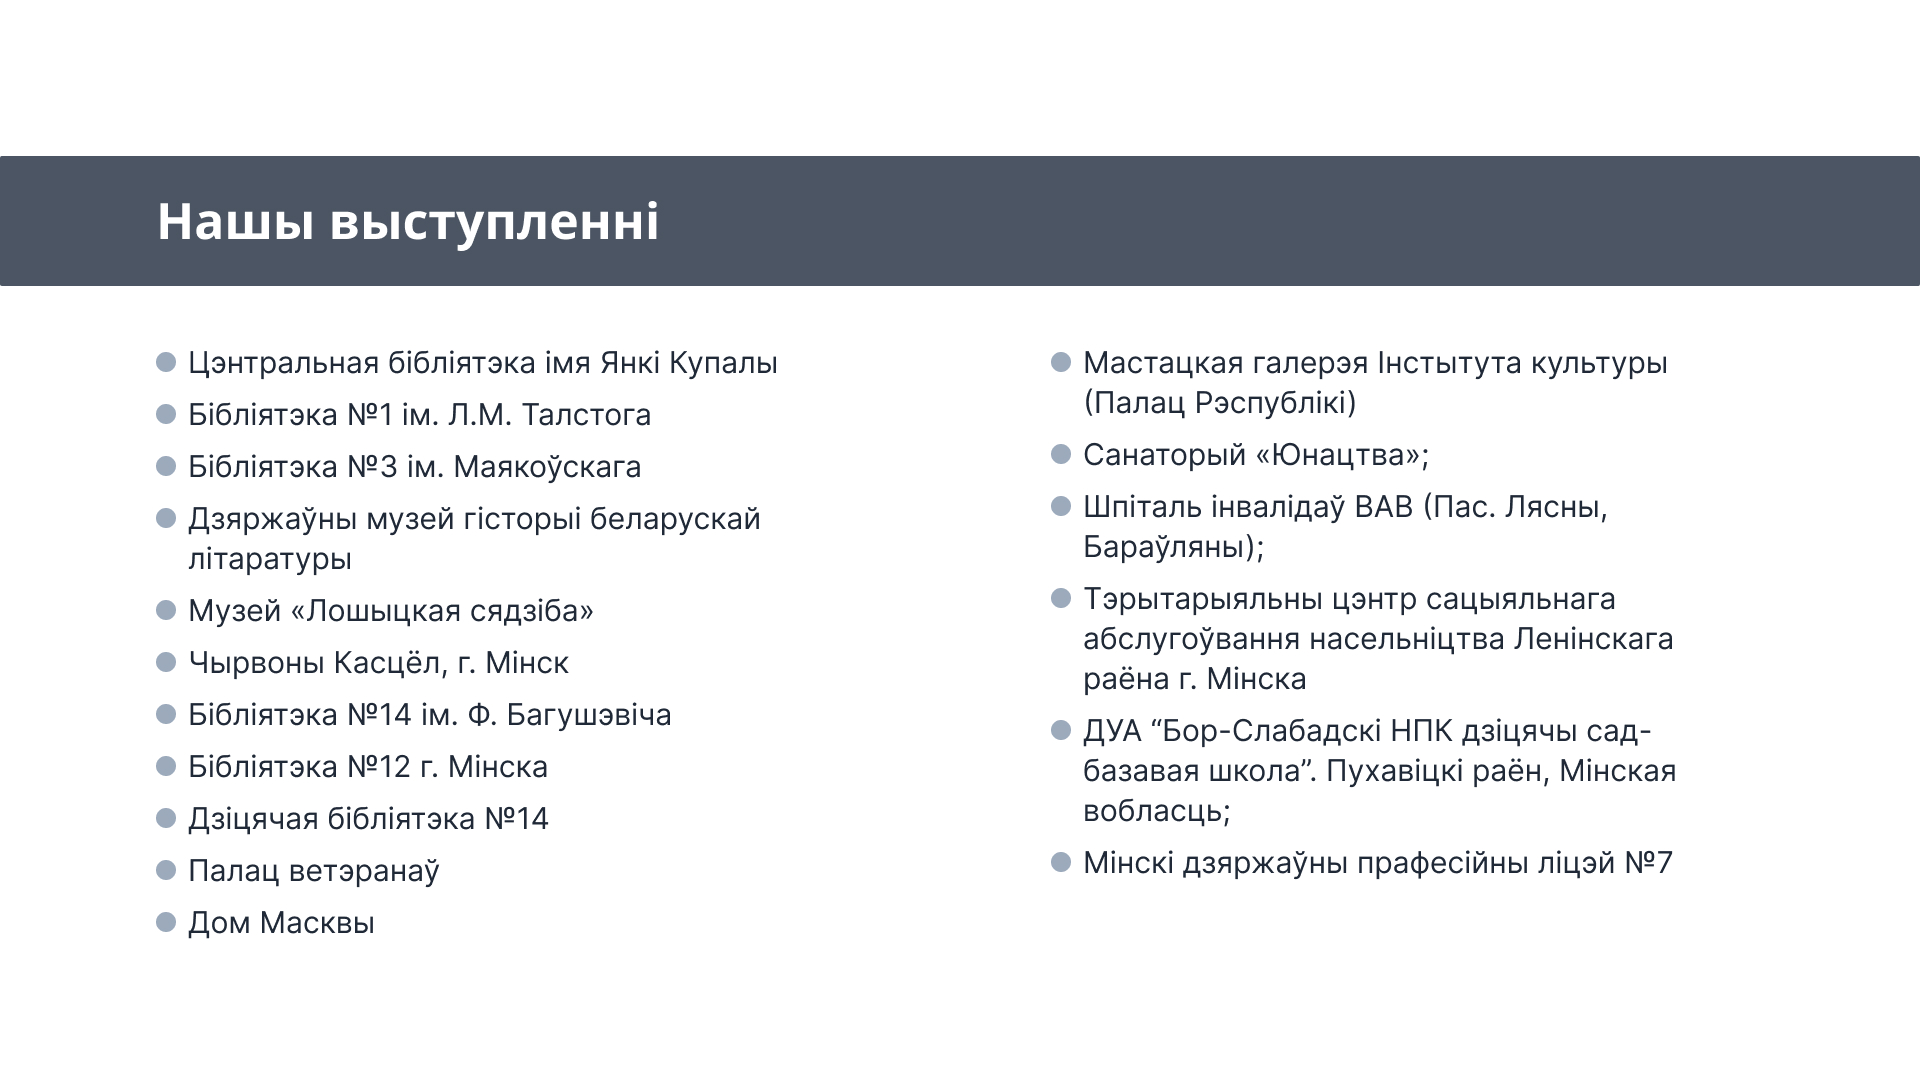 Нашы выступленні
Цэнтральная бібліятэка імя Янкі Купалы
Бібліятэка №1 ім. Л.М. Талстога
Бібліятэка №3 ім. Маякоўскага
Дзяржаўны музей гісторыі беларускай
літаратуры
Музей «Лошыцкая сядзіба»
Чырвоны Касцёл, г. Мінск
Бібліятэка №14 ім. Ф. Багушэвіча
Бібліятэка №12 г. Мінска
Дзіцячая бібліятэка №14
Палац ветэранаў
Дом Масквы
Мастацкая галерэя Інстытута культуры
(Палац Рэспублікі)
Санаторый «Юнацтва»;
Шпіталь інвалідаў ВАВ (Пас. Лясны,
Бараўляны);
Тэрытарыяльны цэнтр сацыяльнага
абслугоўвання насельніцтва Ленінскага
раёна г. Мінска
ДУА “Бор-Слабадскі НПК дзіцячы сад-
базавая школа”. Пухавіцкі раён, Мінская
вобласць;
Мінскі дзяржаўны прафесійны ліцэй №7